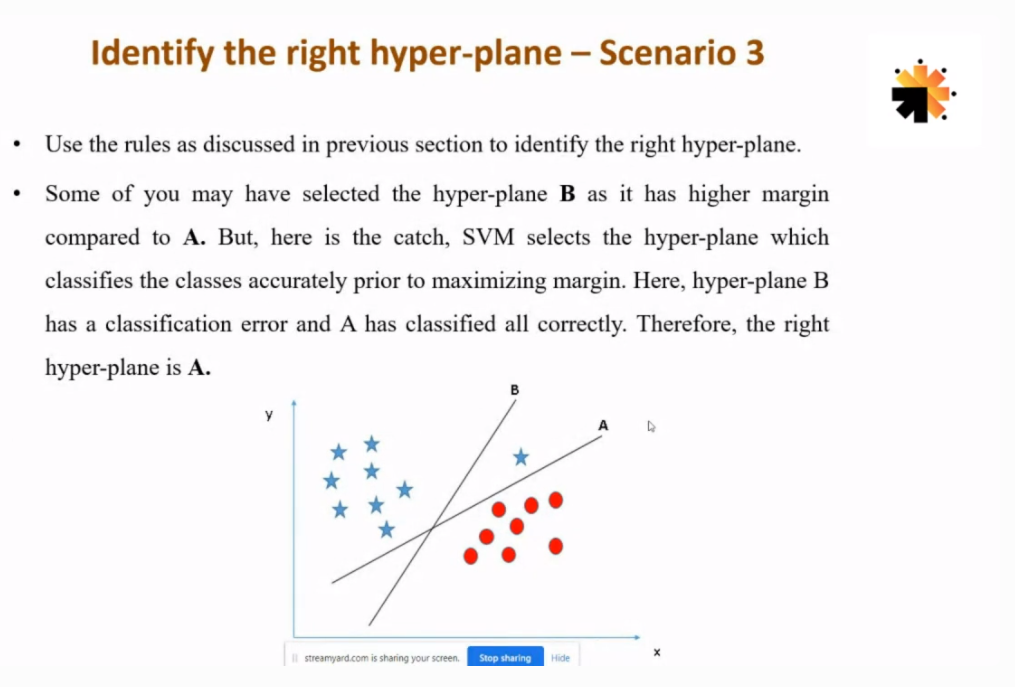 Identify the right hyper-plane – Scenario 3
• Use the rules as discussed in previous section to identify the right hyper-plane.
• Some of you may have selected the hyper-plane B as it has higher margin
compared to A. But, here is the catch, SVM selects the hyper-plane which
classifies the classes accurately prior to maximizing margin. Here, hyper-plane B
has a classification error and A has classified all correctly. Therefore, the right
hyper-plane is A.
B
y
A
x
streamyard.com is sharing your screen. Stop sharing Hide